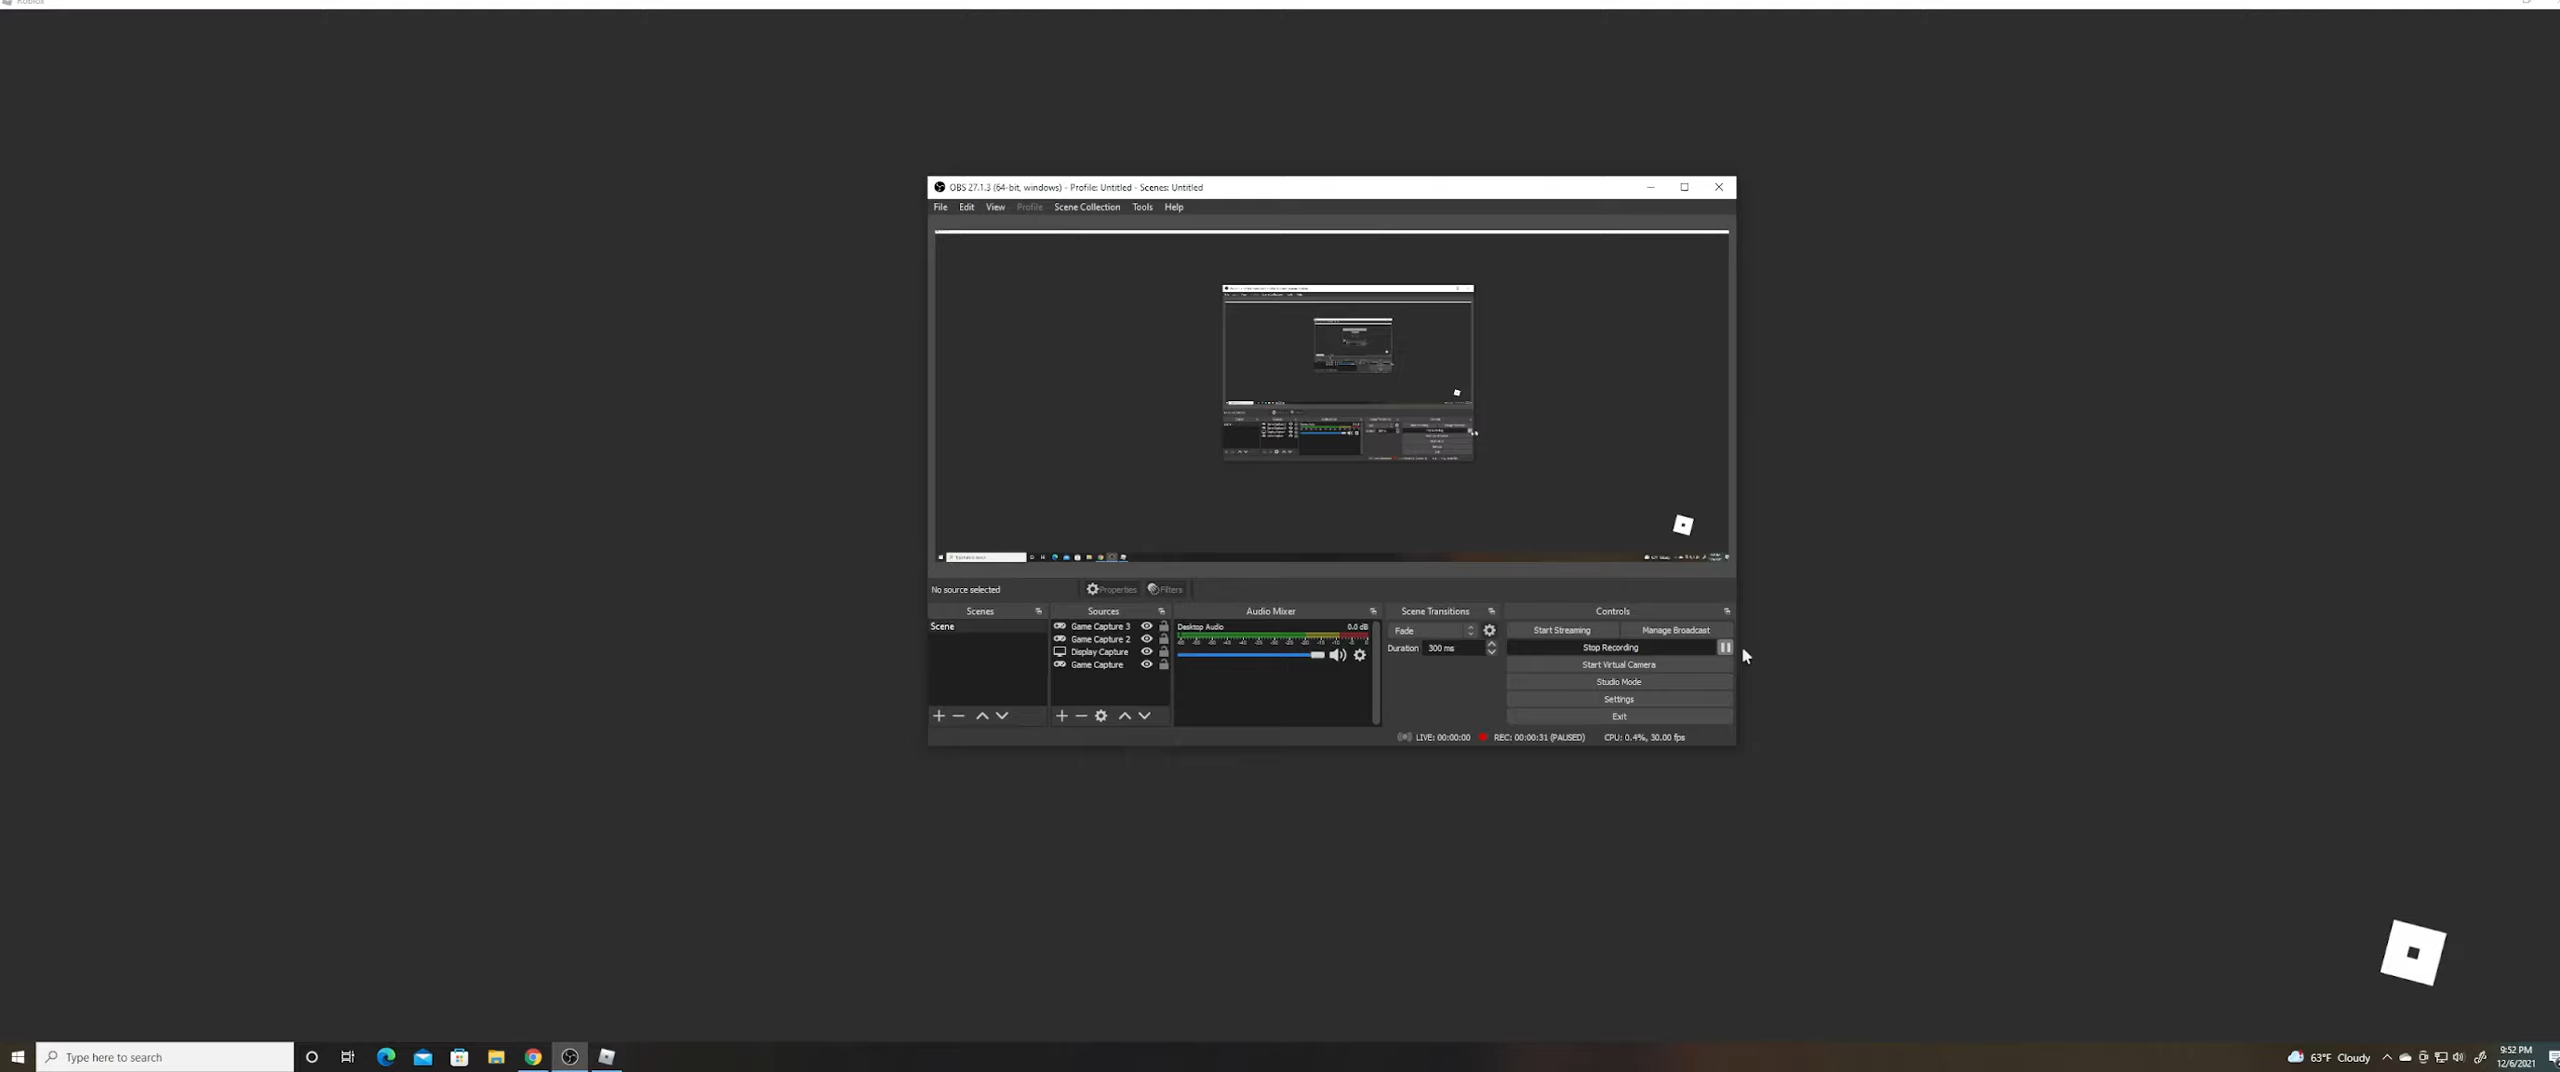 Roblox
OBS 27.1.3 (64-bit, windows) - Profile: Untitled - Scenes: Untitled
File Edit View Profile Scene Collection Tools Help
No source selected Properties Filters
Scenes Sources Audio Mixer Scene Transitions Controls
Scene
Game Capture 3
Game Capture 2
Display Capture
Game Capture
Desktop Audio 0.0 dB
Fade
Duration 300 ms
Start Streaming Manage Broadcast
Stop Recording
Start Virtual Camera
Studio Mode
Settings
Exit
LIVE: 00:00:00 REC: 00:00:31 (PAUSED) CPU: 0.4%, 30.00 fps
Type here to search
63°F Cloudy
9:52 PM
12/6/2021